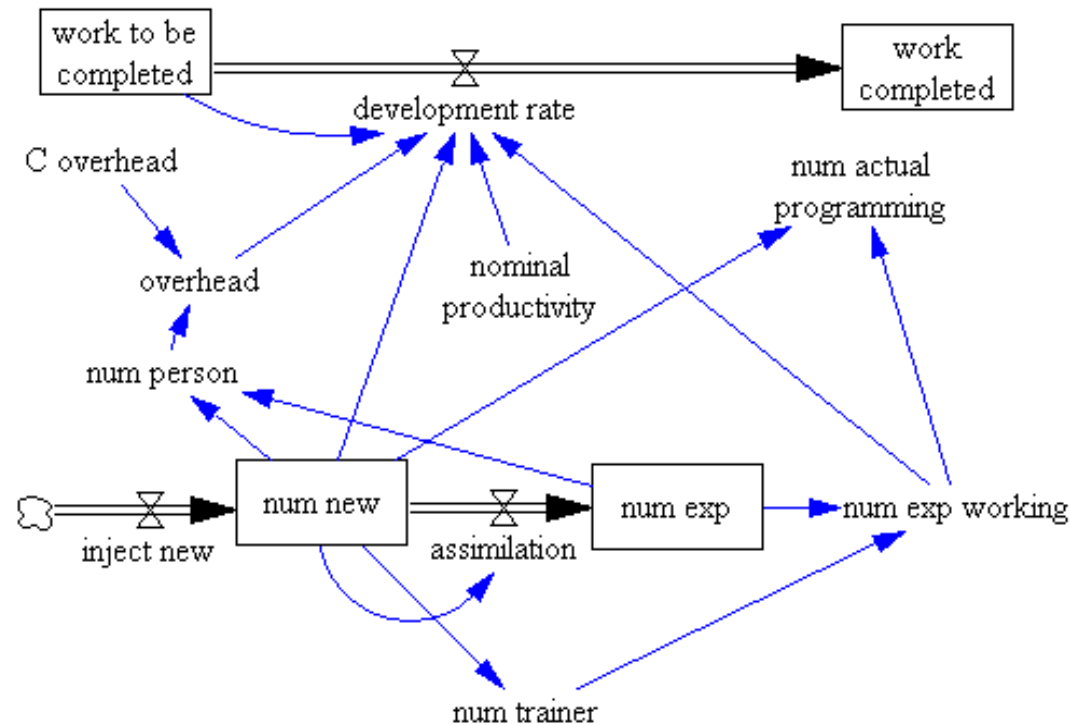 work to be
completed
work
completed
development rate
C overhead
num actual
programming
overhead
nominal
productivity
num person
num new
num exp
num exp working
inject new
assimilation
num trainer